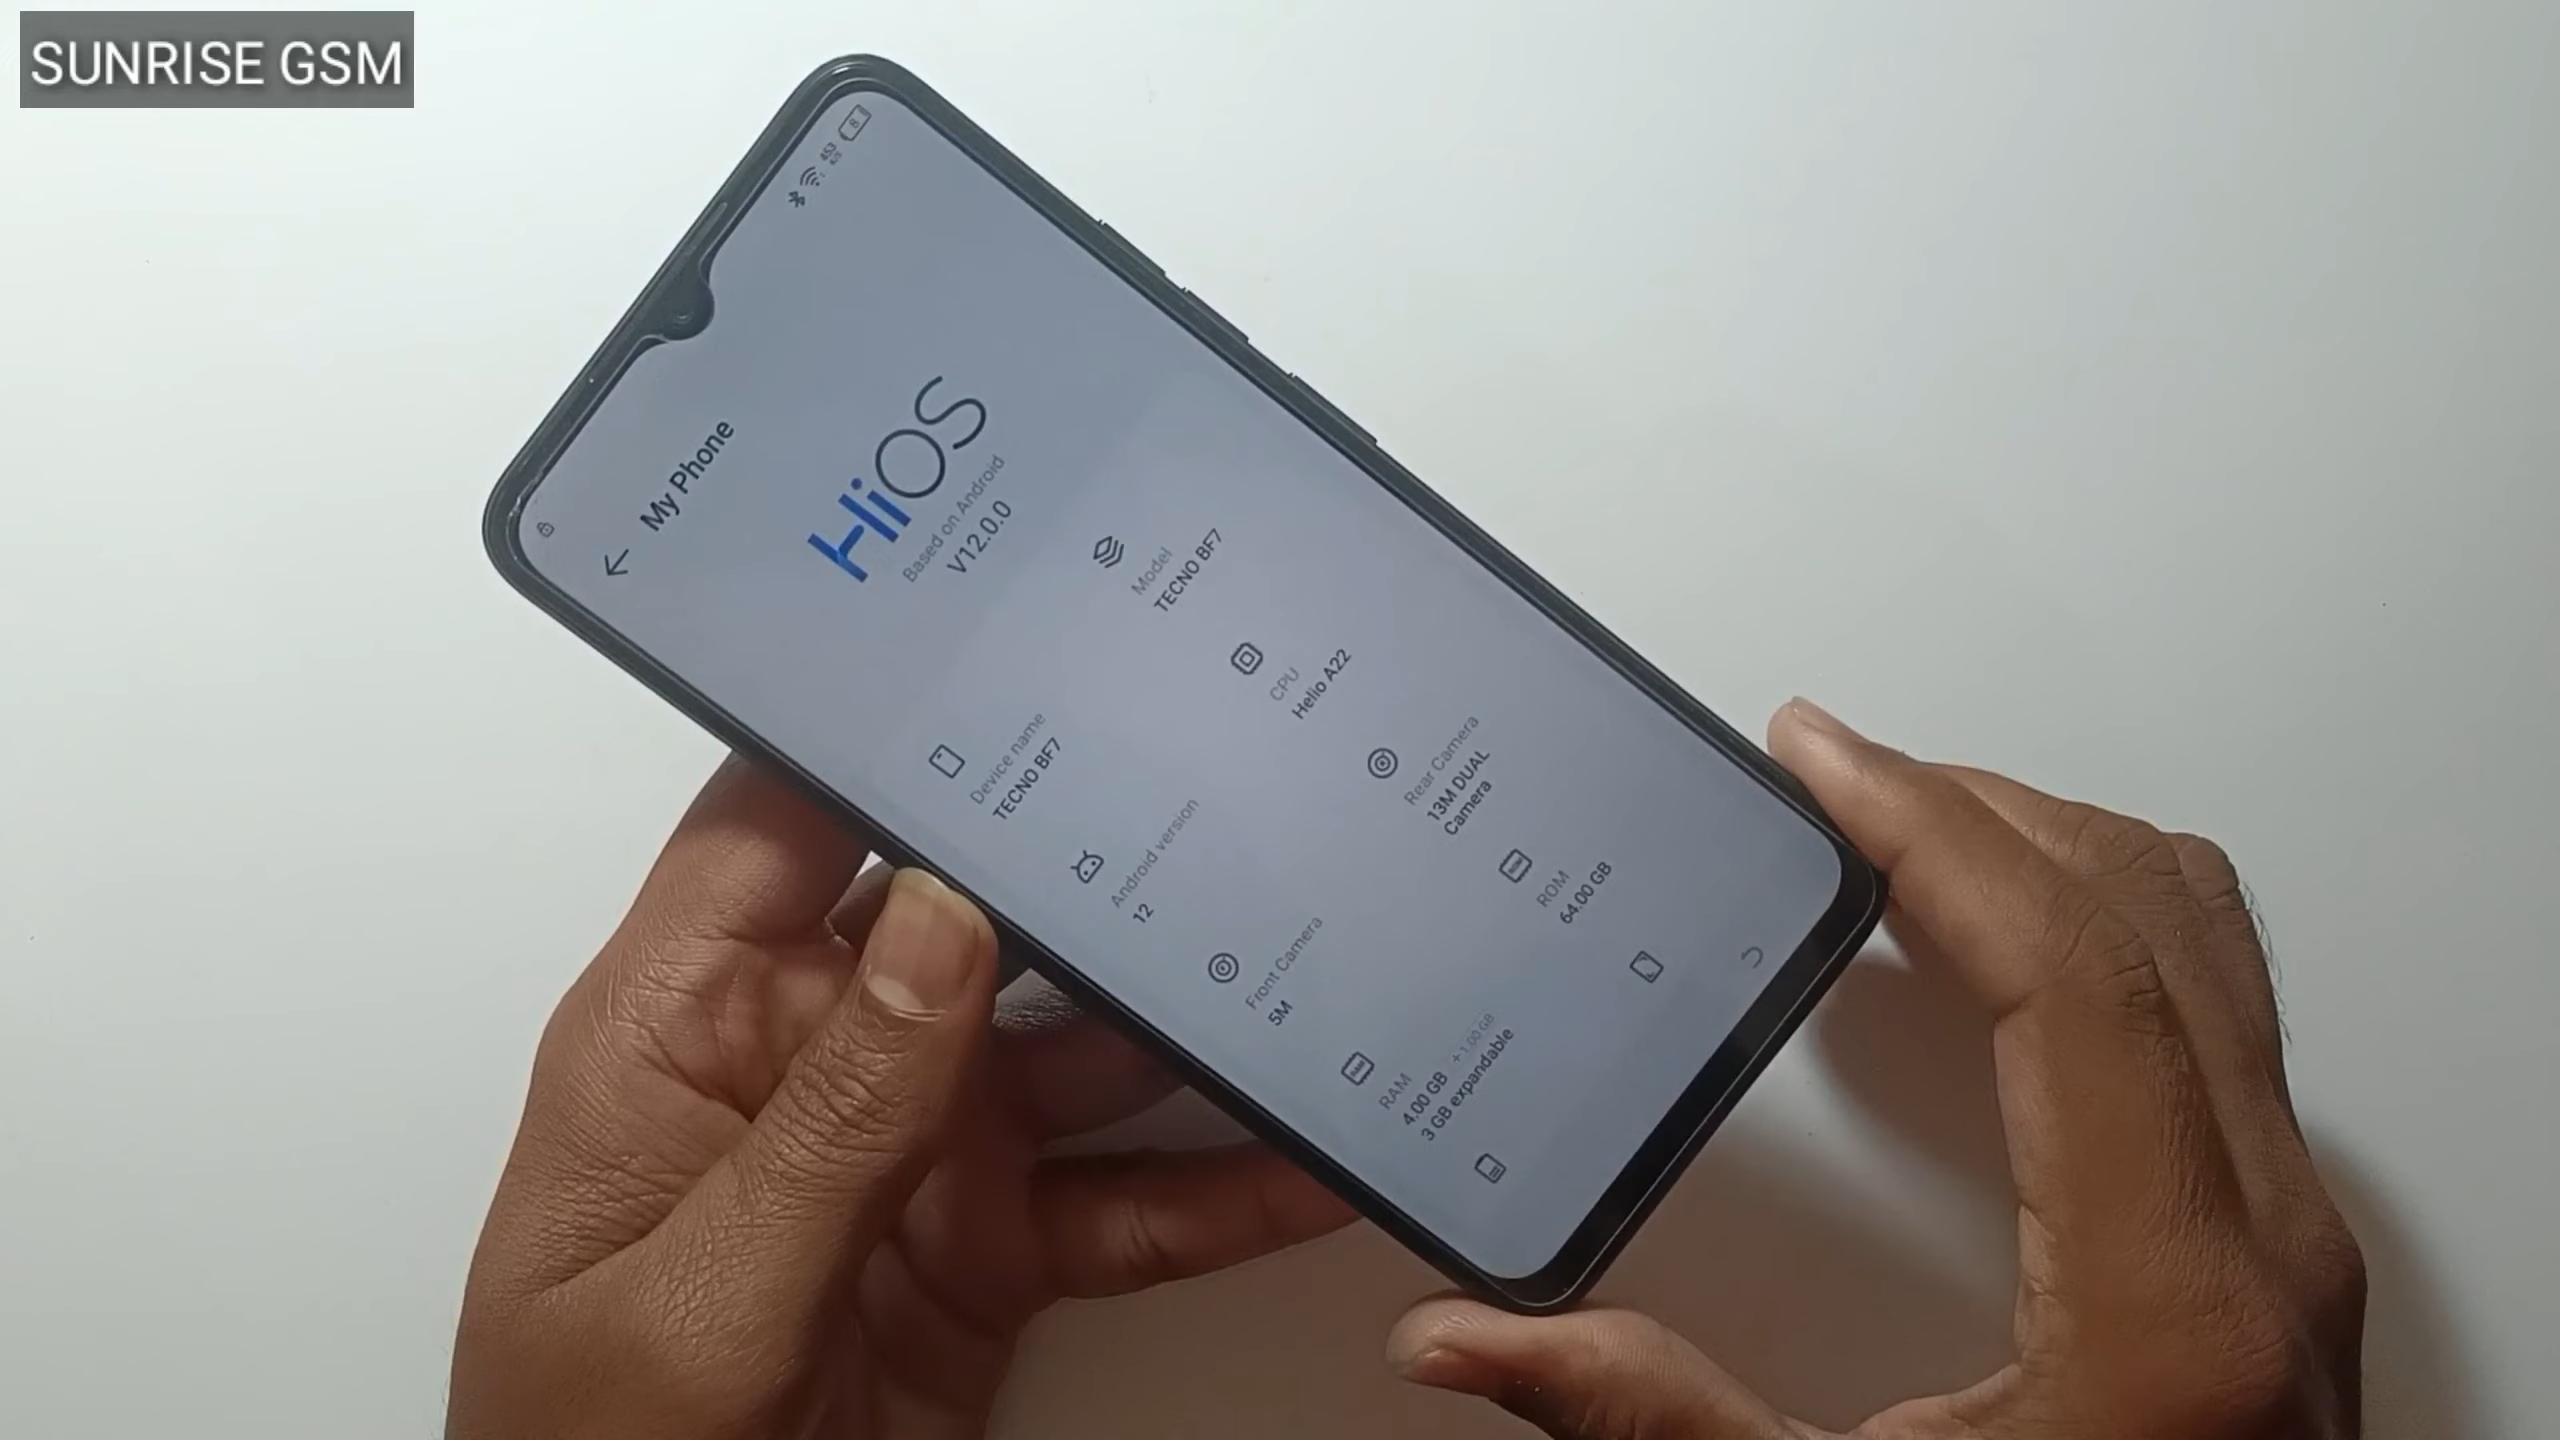 SUNRISE GSM
453
K/s
8
My Phone
HiOS
Based on Android
V12.0.0
Device name
TECNO BF7
Model
TECNO BF7
Android version
12
CPU
Helio A22
Front Camera
5M
Rear Camera
13M DUAL
Camera
RAM
4.00 GB + 1.00 GB
3 GB expandable
ROM
64.00 GB